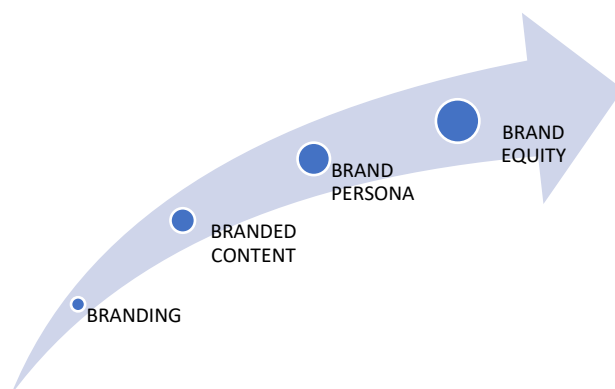 BRAND
EQUITY
BRAND
PERSONA
BRANDED
CONTENT
BRANDING